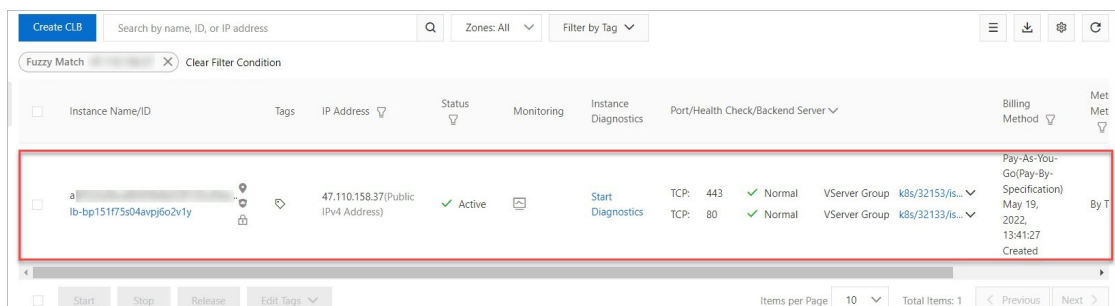 Create CLB Search by name, ID, or IP address Zones: All Filter by Tag
Fuzzy Match Clear Filter Condition
Instance Name/ID Tags IP Address Status Monitoring Instance Diagnostics Port/Health Check/Backend Server Billing Method Met Met
a ...
lb-bp151f75s04avpj6o2v1y
47.110.158.37(Public
IPv4 Address)
Active
Start
Diagnostics
TCP: 443 Normal VServer Group k8s/32153/is...
TCP: 80 Normal VServer Group k8s/32133/is...
Pay-As-You-
Go(Pay-By-
Specification)
May 19,
2022,
13:41:27
Created
By T
Start Stop Release Edit Tags Items per Page 10 Total Items: 1 Previous Next